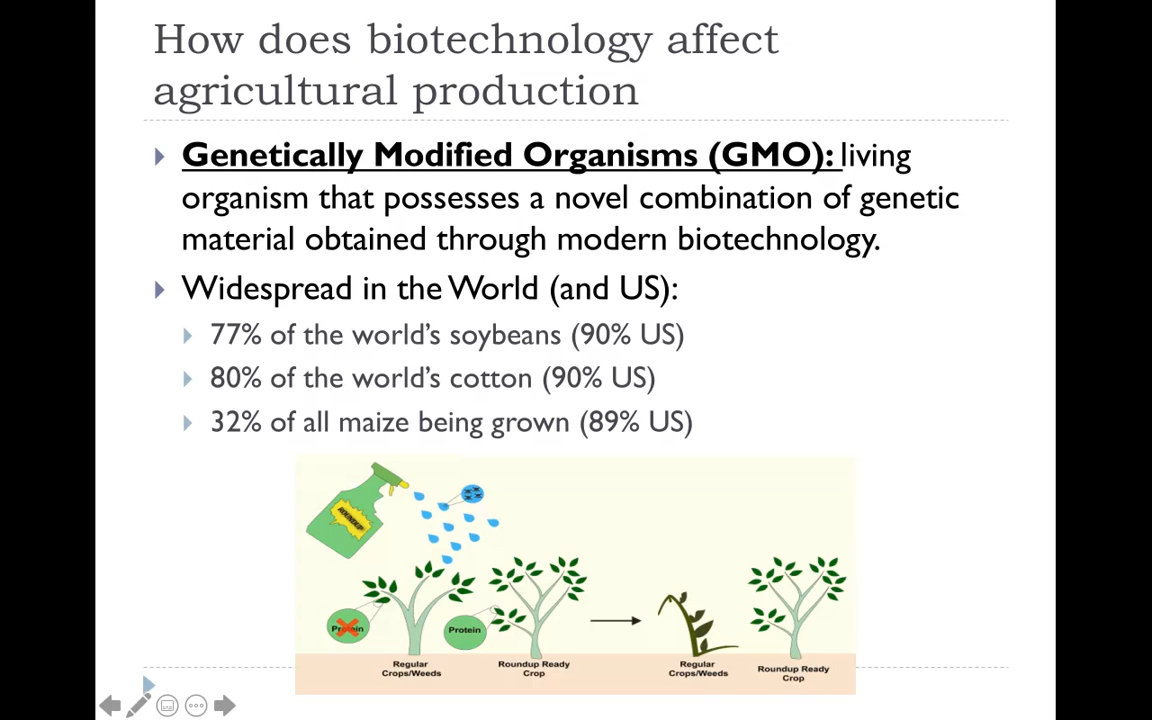 How does biotechnology affect
agricultural production
Genetically Modified Organisms (GMO): living
organism that possesses a novel combination of genetic
material obtained through modern biotechnology.
Widespread in the World (and US):
77% of the world's soybeans (90% US)
80% of the world's cotton (90% US)
32% of all maize being grown (89% US)
ROUNDUP
Protein
Protein
Regular
Crops/Weeds
Roundup Ready
Crop
Regular
Crops/Weeds
Roundup Ready
Crop